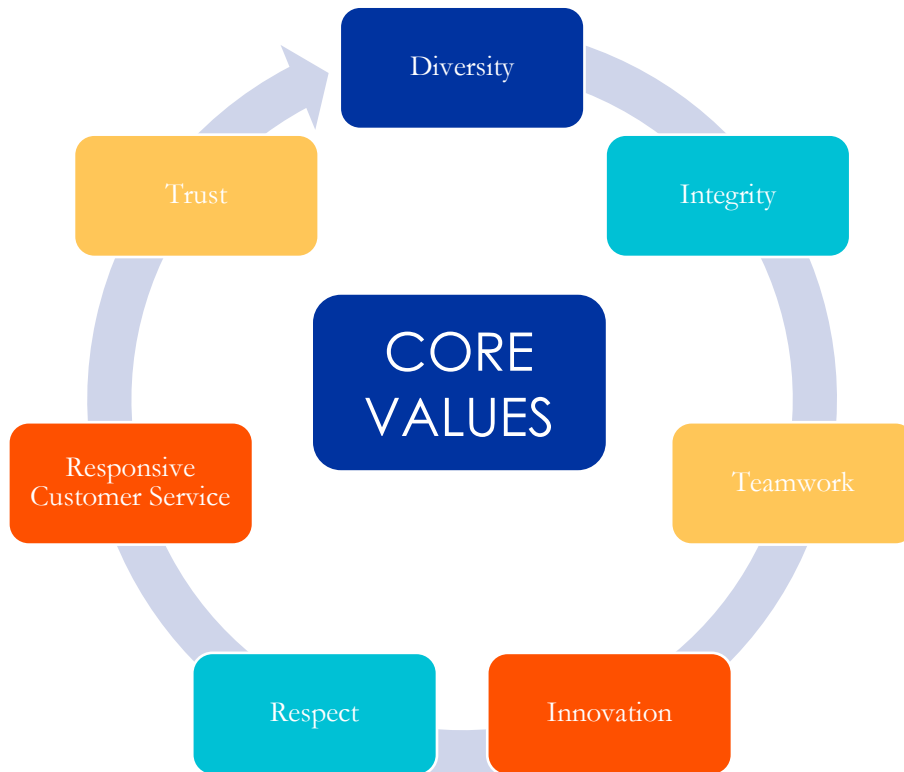 Diversity
Integrity
Teamwork
Innovation
Respect
Responsive
Customer Service
Trust
CORE
VALUES